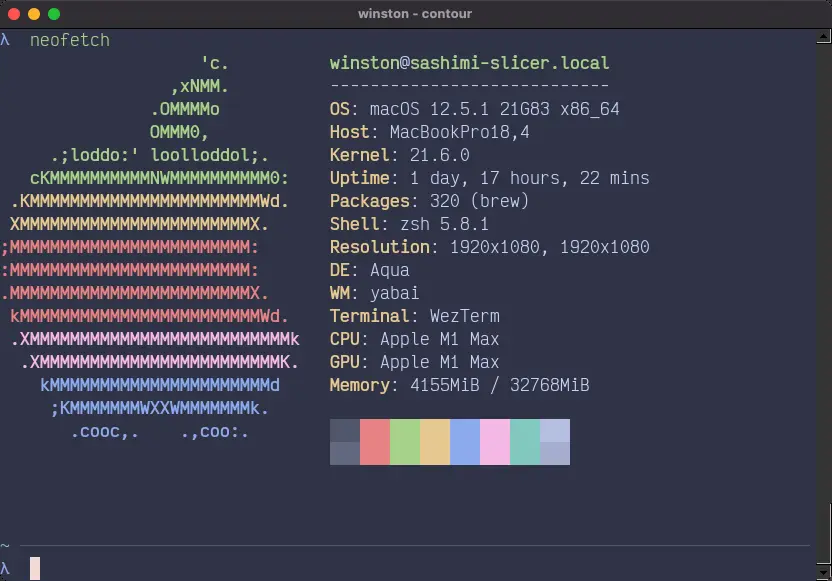 winston - contour
λ neofetch
'c.
winston@sashimi-slicer.local
,xNMM.
---------------------------- 
.OMMMMo
OS: macOS 12.5.1 21G83 x86_64
OMMM0,
Host: MacBookPro18,4
.;loddo:' loolloddol;.
Kernel: 21.6.0
cKMMMMMMMMMMNWMMMMMMMMMM0:
Uptime: 1 day, 17 hours, 22 mins
.KMMMMMMMMMMMMMMMMMMMMMMMWd.
Packages: 320 (brew)
XMMMMMMMMMMMMMMMMMMMMMMMX.
Shell: zsh 5.8.1
;MMMMMMMMMMMMMMMMMMMMMMMM:
Resolution: 1920x1080, 1920x1080
:MMMMMMMMMMMMMMMMMMMMMMMM:
DE: Aqua
.MMMMMMMMMMMMMMMMMMMMMMMMX.
WM: yabai
kMMMMMMMMMMMMMMMMMMMMMMMMWd.
Terminal: WezTerm
.XMMMMMMMMMMMMMMMMMMMMMMMMMMk
CPU: Apple M1 Max
.XMMMMMMMMMMMMMMMMMMMMMMMMK.
GPU: Apple M1 Max
kMMMMMMMMMMMMMMMMMMMMMMd
Memory: 4155MiB / 32768MiB
;KMMMMMMMWXXWMMMMMMMk.
.cooc,. .,coo:.
~
λ